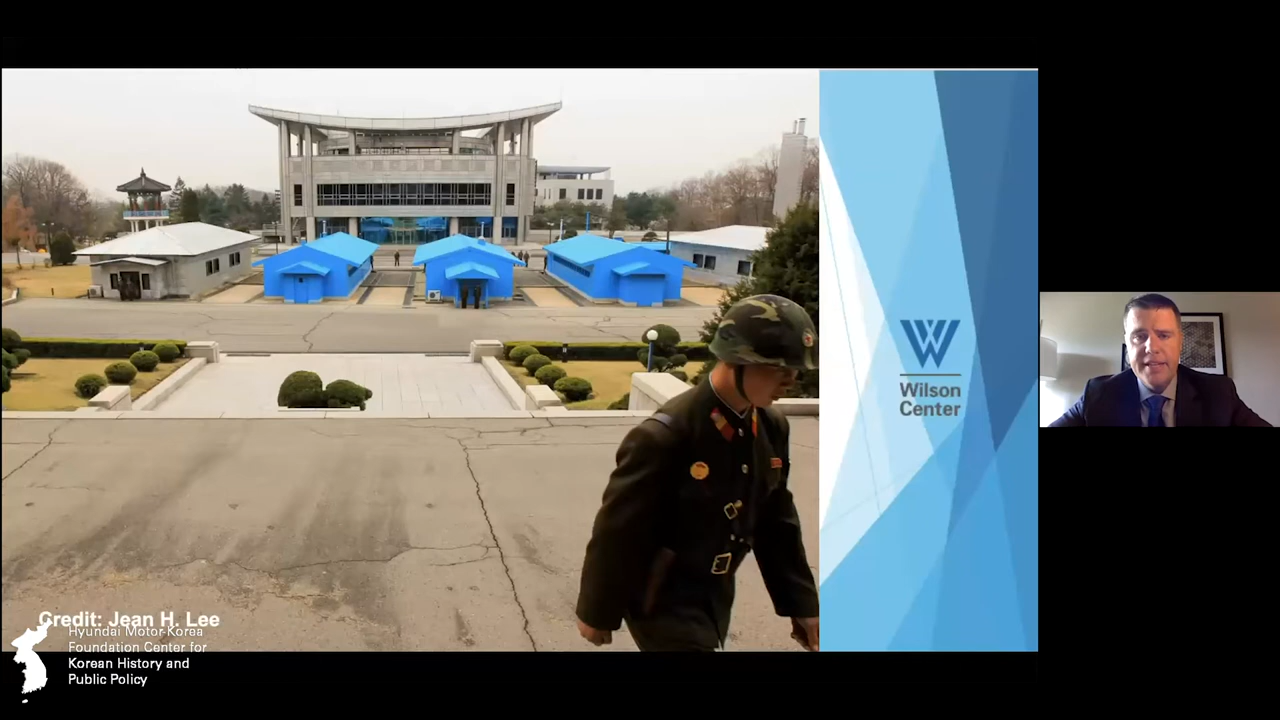 Wilson
Center
Credit: Jean H. Lee
Hyundai Motor-Korea
Foundation Center for
Korean History and
Public Policy